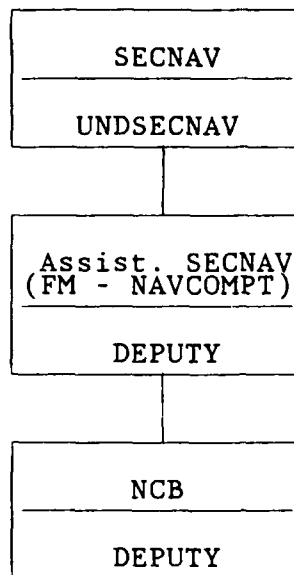 SECNAV
UNDSECNAV
Assist. SECNAV
(FM - NAVCOMPT)
DEPUTY
NCB
DEPUTY